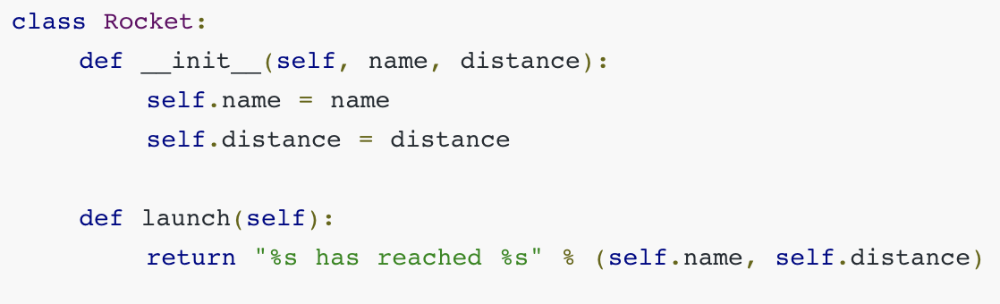 class Rocket:
    def __init__(self, name, distance):
        self.name = name
        self.distance = distance
    def launch(self):
        return "%s has reached %s" % (self.name, self.distance)